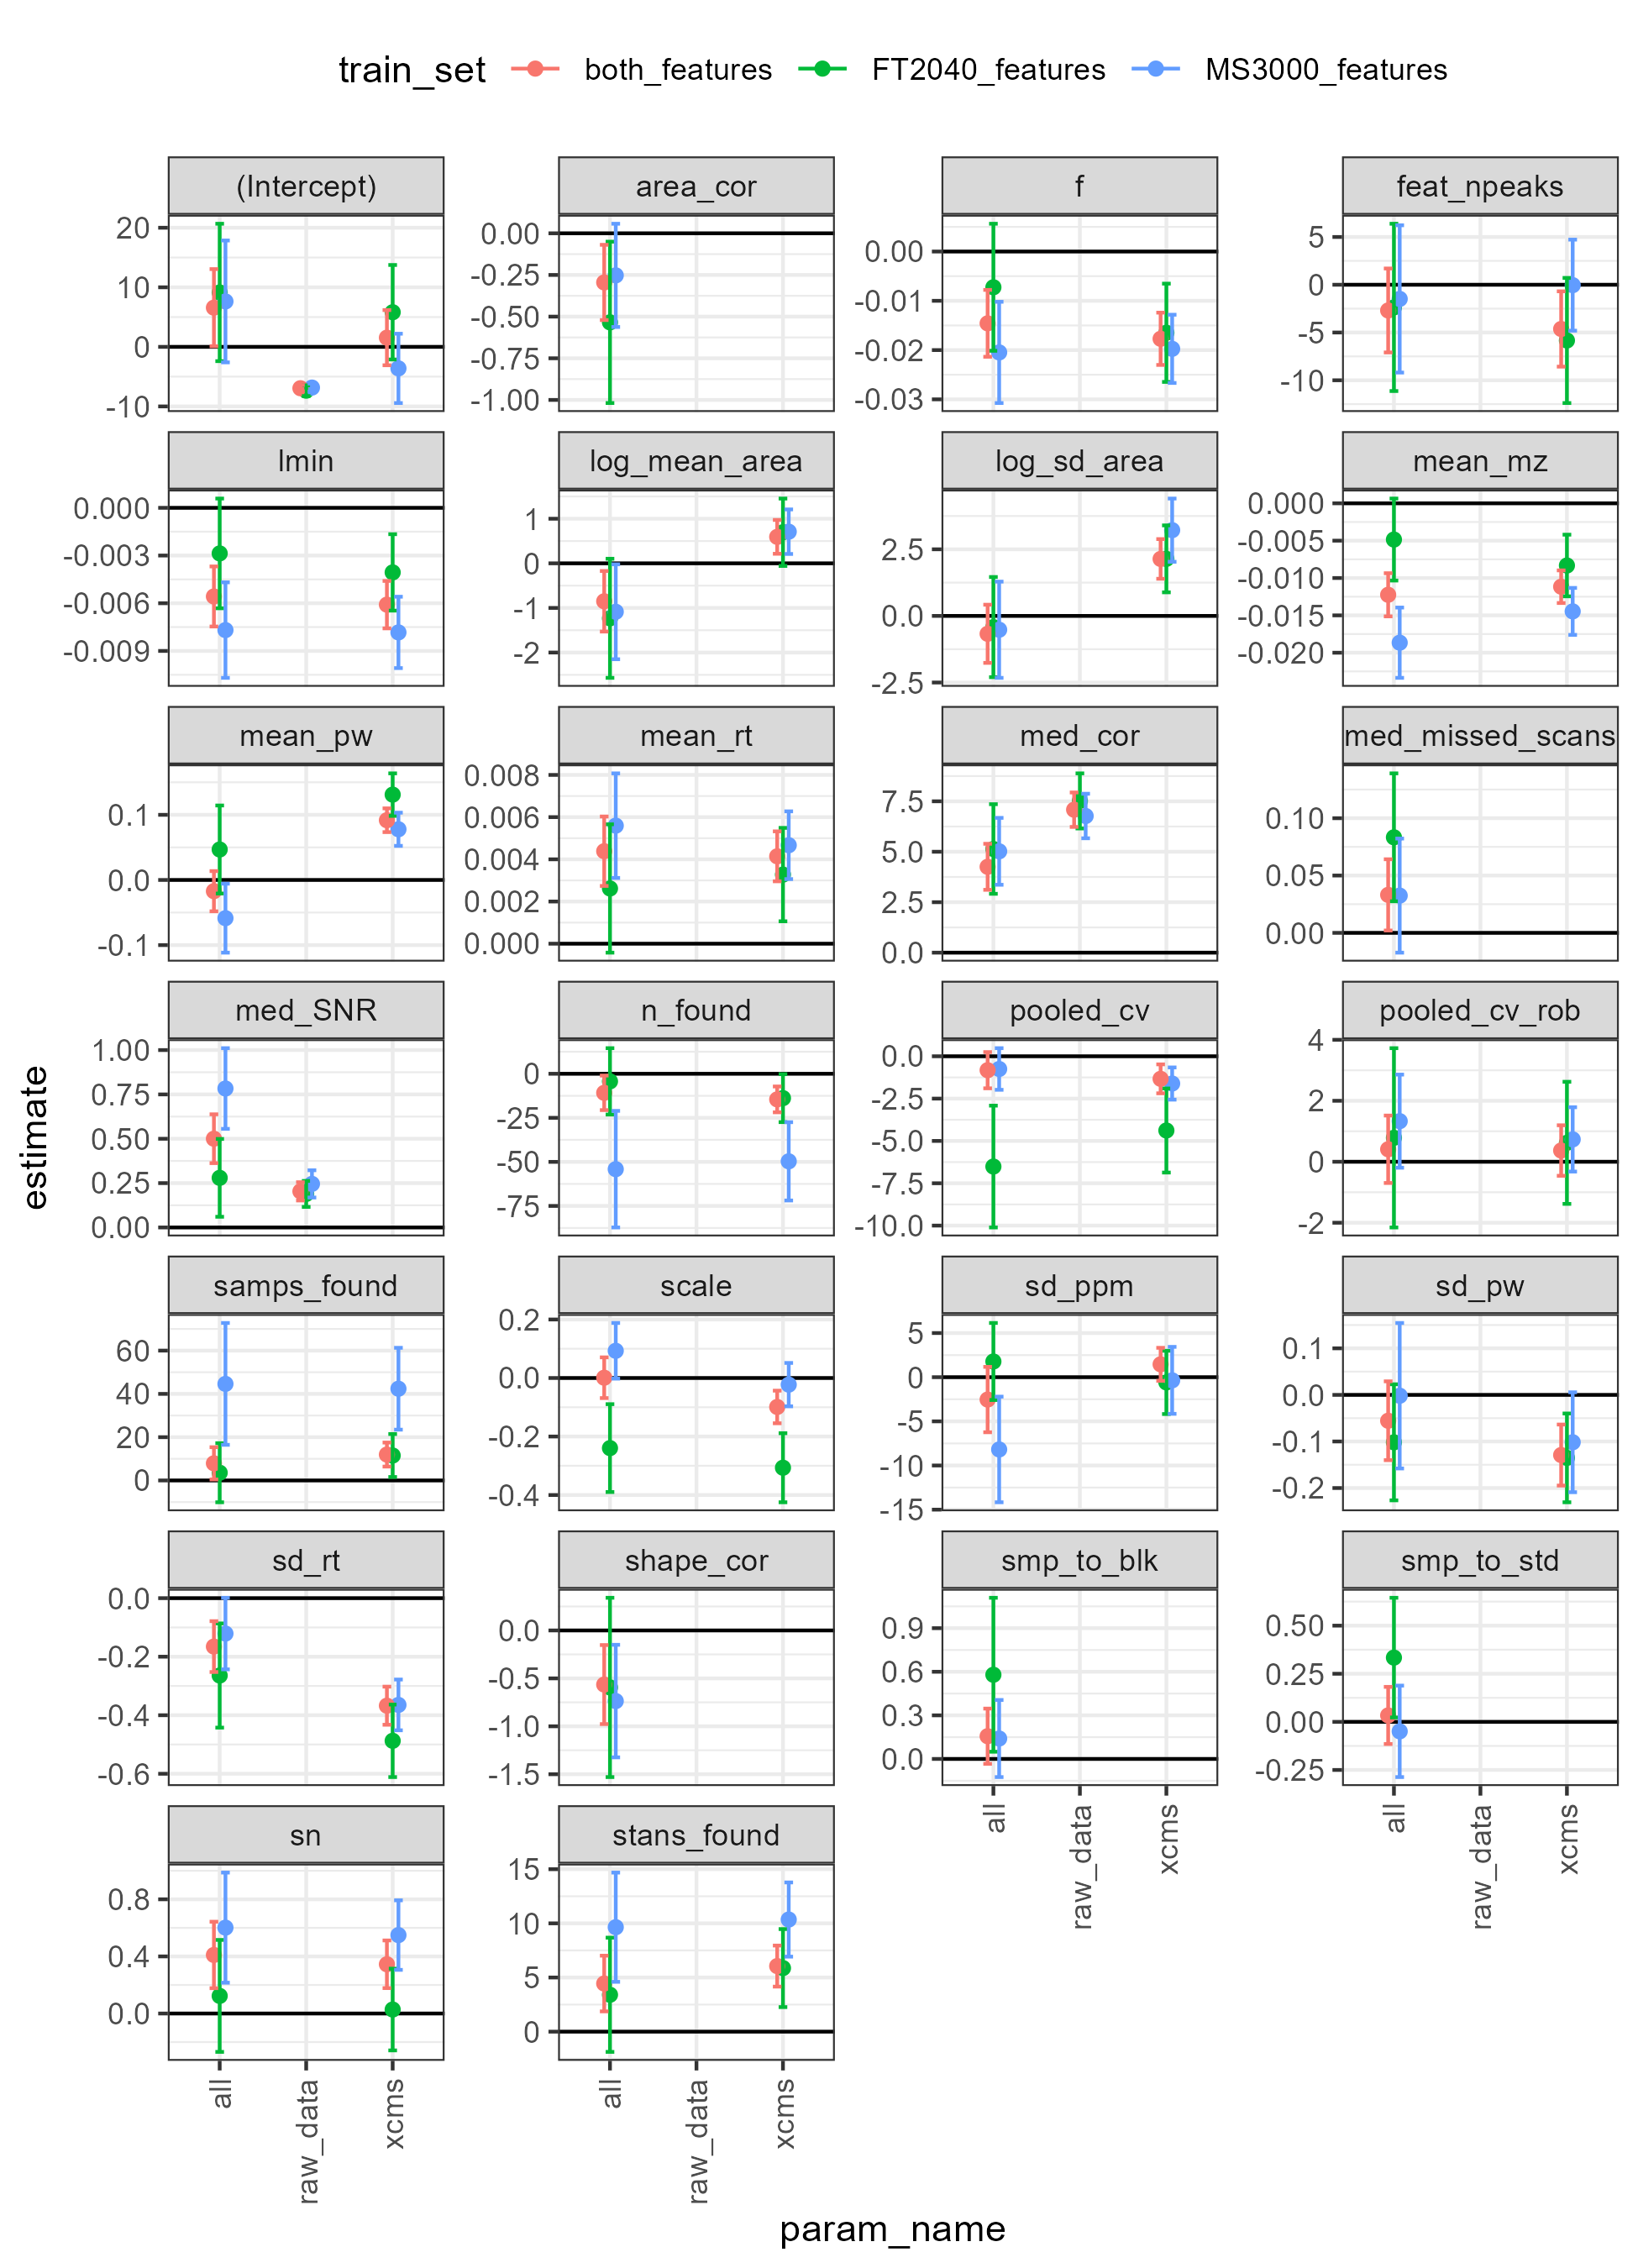 train_set both_features FT2040_features MS3000_features
(Intercept) area_cor f feat_npeaks
20 10 0 -10
0.00 -0.25 -0.50 -0.75 -1.00
0.00 -0.01 -0.02 -0.03
5 0 -5 -10
lmin log_mean_area log_sd_area mean_mz
0.000 -0.003 -0.006 -0.009
1 0 -1 -2
2.5 0.0 -2.5
0.000 -0.005 -0.010 -0.015 -0.020
mean_pw mean_rt med_cor med_missed_scans
0.1 0.0 -0.1
0.008 0.006 0.004 0.002 0.000
7.5 5.0 2.5 0.0
0.10 0.05 0.00
med_SNR n_found pooled_cv pooled_cv_rob
1.00 0.75 0.50 0.25 0.00
0 -25 -50 -75
0.0 -2.5 -5.0 -7.5 -10.0
4 2 0 -2
samps_found scale sd_ppm sd_pw
60 40 20 0
0.2 0.0 -0.2 -0.4
5 0 -5 -10 -15
0.1 0.0 -0.1 -0.2
sd_rt shape_cor smp_to_blk smp_to_std
0.0 -0.2 -0.4 -0.6
0.0 -0.5 -1.0 -1.5
0.9 0.6 0.3 0.0
0.50 0.25 0.00 -0.25
all raw_data xcms
all raw_data xcms
sn stans_found
0.8 0.4 0.0
15 10 5 0
all raw_data xcms
all raw_data xcms
param_name
estimate